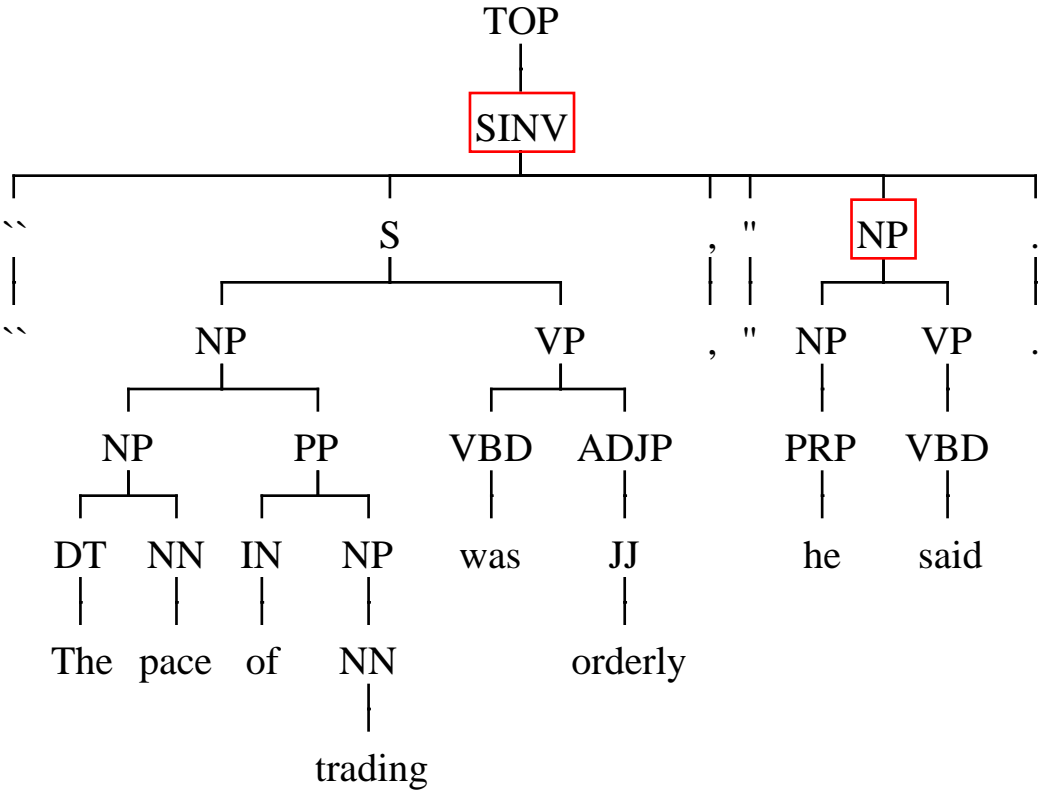 TOP
SINV
`` S , " NP .
`` NP VP , " NP VP .
NP PP VBD ADJP PRP VBD
DT NN IN NP was JJ he said
The pace of NN orderly
trading